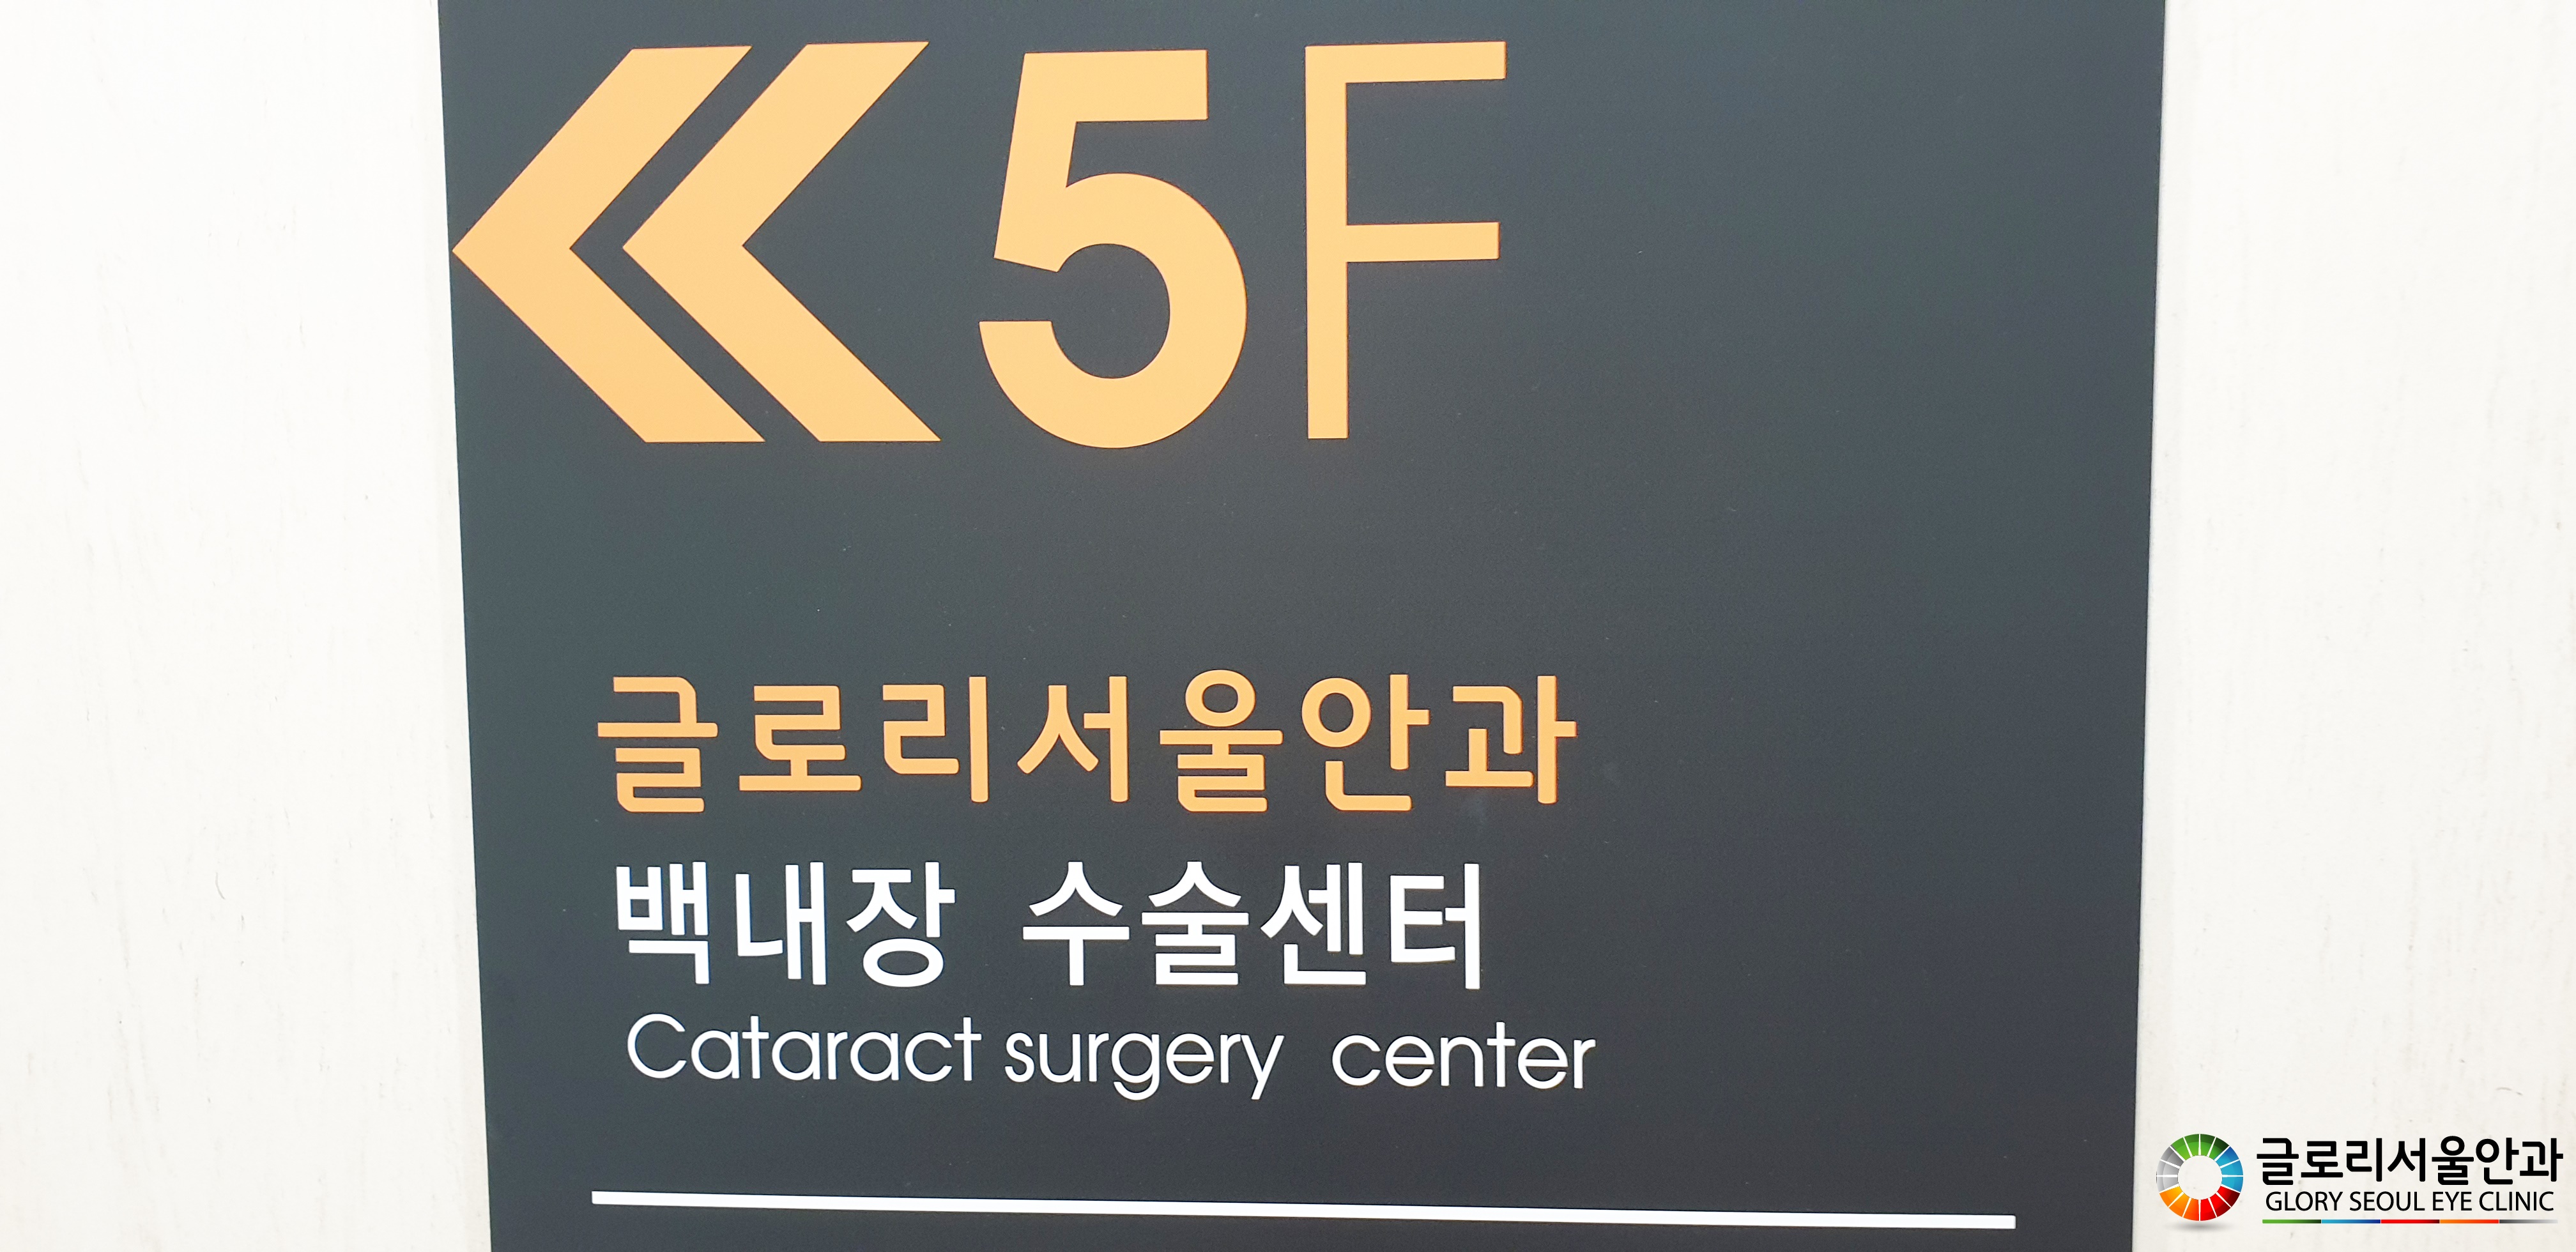 5F
글로리서울안과
백내장 수술센터
Cataract surgery center
글로리서울안과
GLORY SEOUL EYE CLINIC